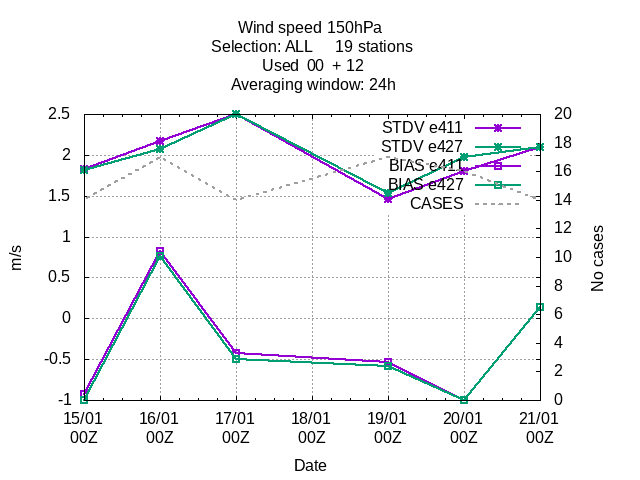 Wind speed 150hPa
Selection: ALL 19 stations
Used 00 + 12
Averaging window: 24h
STDV e411
STDV e427
BIAS e411
BIAS e427
CASES
2.5
2
1.5
1
0.5
0
-0.5
-1
m/s
20
18
16
14
12
10
8
6
4
2
0
No cases
15/01 16/01 17/01 18/01 19/01 20/01 21/01
00Z 00Z 00Z 00Z 00Z 00Z 00Z
Date